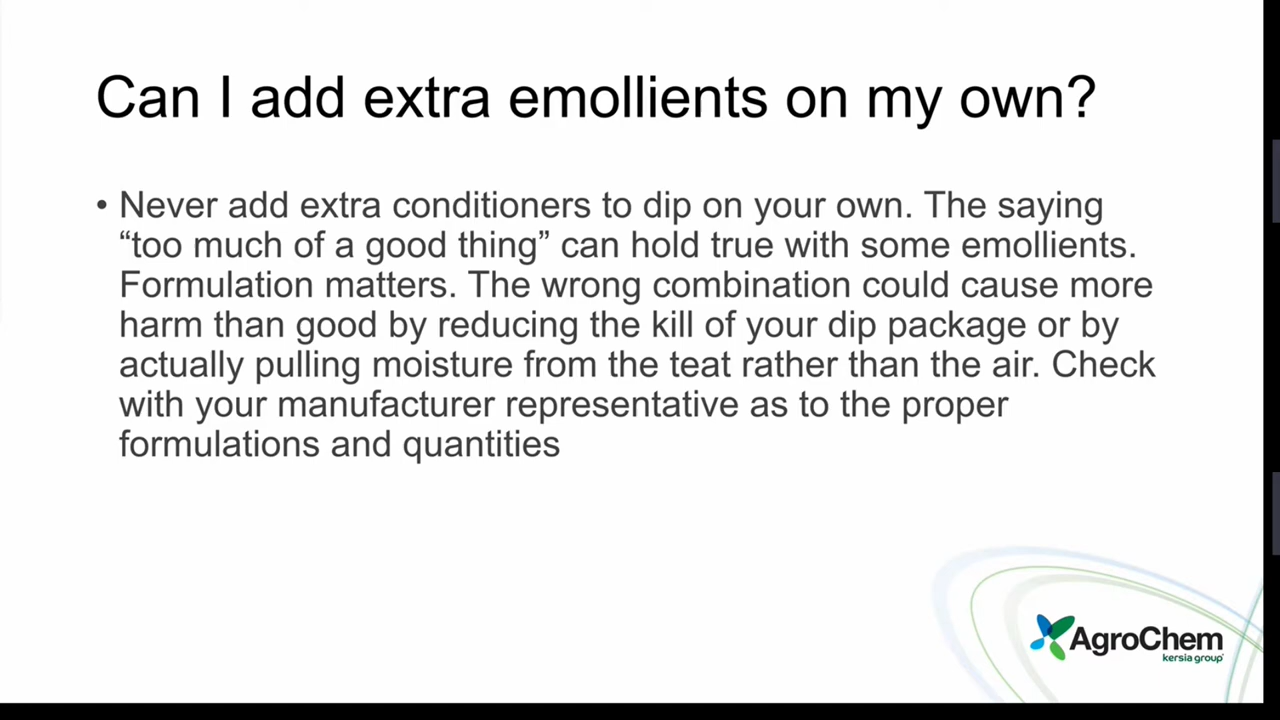 Can I add extra emollients on my own?
• Never add extra conditioners to dip on your own. The saying
“too much of a good thing” can hold true with some emollients.
Formulation matters. The wrong combination could cause more
harm than good by reducing the kill of your dip package or by
actually pulling moisture from the teat rather than the air. Check
with your manufacturer representative as to the proper
formulations and quantities
AgroChem
kersia group